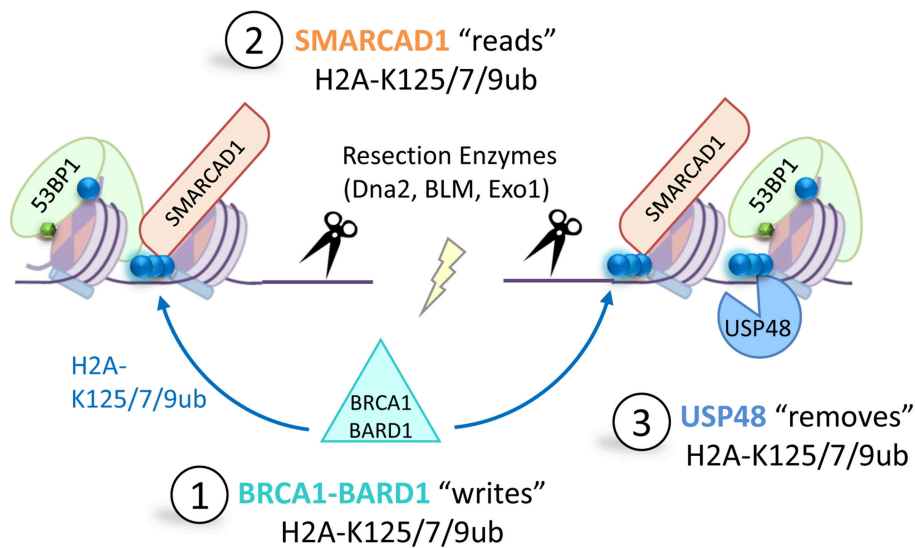 2 SMARCAD1 “reads”
H2A-K125/7/9ub
53BP1
SMARCAD1
Resection Enzymes
(Dna2, BLM, Exo1)
SMARCAD1
53BP1
USP48
H2A-
K125/7/9ub
BRCA1
BARD1
3 USP48 “removes”
H2A-K125/7/9ub
1 BRCA1-BARD1 “writes”
H2A-K125/7/9ub